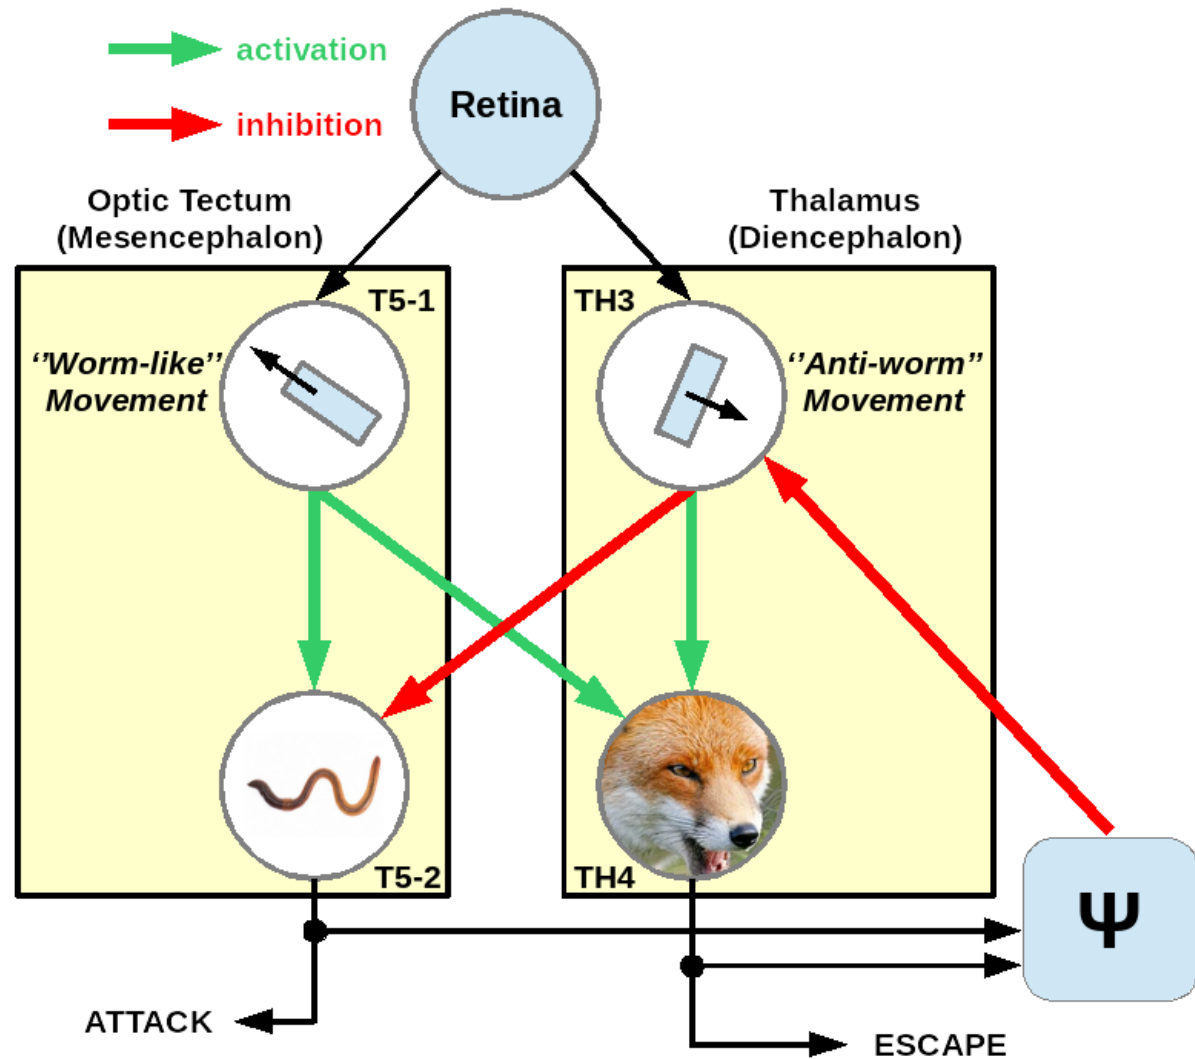 activation
inhibition
Retina
Optic Tectum
(Mesencephalon)
Thalamus
(Diencephalon)
T5-1
TH3
‘’Worm-like’’
Movement
‘’Anti-worm’’
Movement
T5-2
TH4
Ψ
ATTACK
ESCAPE